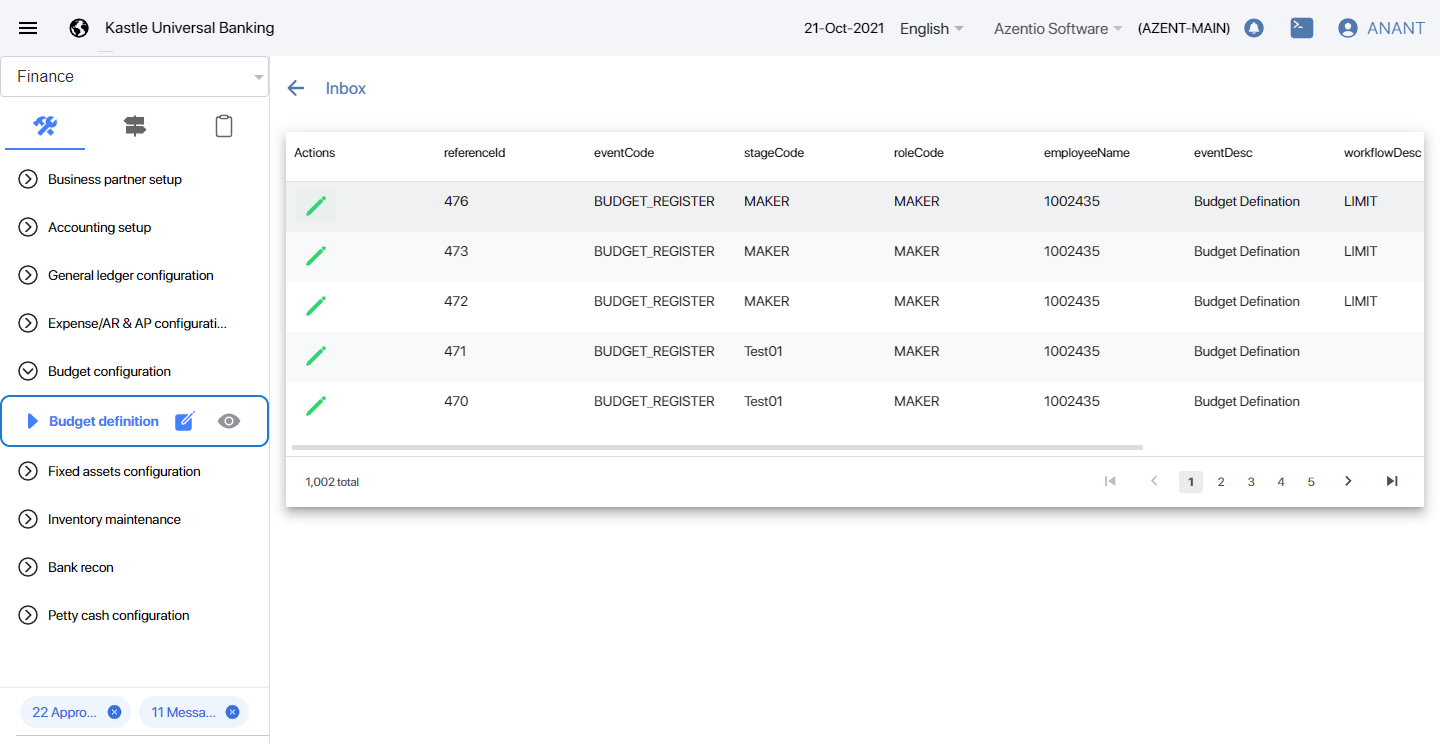 Kastle Universal Banking
21-Oct-2021 English Azentio Software (AZENT-MAIN) ANANT
Finance
Business partner setup
Accounting setup
General ledger configuration
Expense/AR & AP configurati...
Budget configuration
Budget definition
Fixed assets configuration
Inventory maintenance
Bank recon
Petty cash configuration
22 Appro... 11 Messa...
Inbox
Actions referenceId eventCode stageCode roleCode employeeName eventDesc workflowDesc
476 BUDGET_REGISTER MAKER MAKER 1002435 Budget Defination LIMIT
473 BUDGET_REGISTER MAKER MAKER 1002435 Budget Defination LIMIT
472 BUDGET_REGISTER MAKER MAKER 1002435 Budget Defination LIMIT
471 BUDGET_REGISTER Test01 MAKER 1002435 Budget Defination
470 BUDGET_REGISTER Test01 MAKER 1002435 Budget Defination
1,002 total 1 2 3 4 5